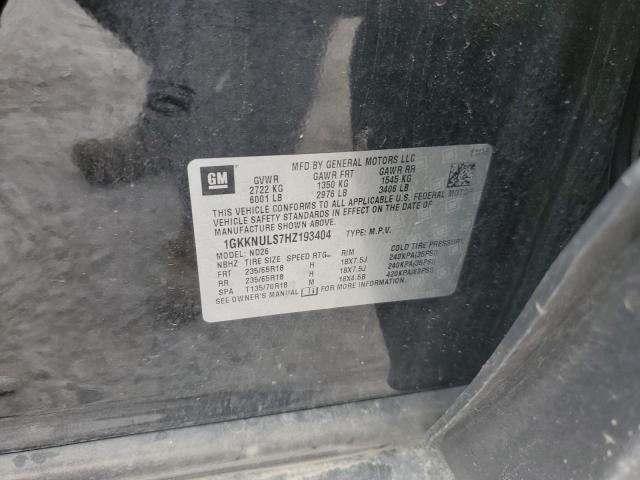 MFD BY GENERAL MOTORS LLC
GM
GVWR GAWR FRT GAWR RR
2722 KG 1350 KG 1545 KG
6001 LB 2976 LB 3406 LB
THIS VEHICLE CONFORMS TO ALL APPLICABLE U.S. FEDERAL MOTOR
VEHICLE SAFETY STANDARDS IN EFFECT ON THE DATE OF
MANUFACTURE SHOWN ABOVE.
1GKKNULS7HZ193404 TYPE: M.P.V.
MODEL: ND26
NBHZ TIRE SIZE SPEED RTG R/M COLD TIRE PRESSURE
FRT 235/65R18 H 18X7.5J 240KPA(35PSI)
RR 235/65R18 H 18X7.5J 240KPA(35PSI)
SPA T135/70R18 M 18X4.5B 420KPA(60PSI)
SEE OWNER'S MANUAL FOR MORE INFORMATION.